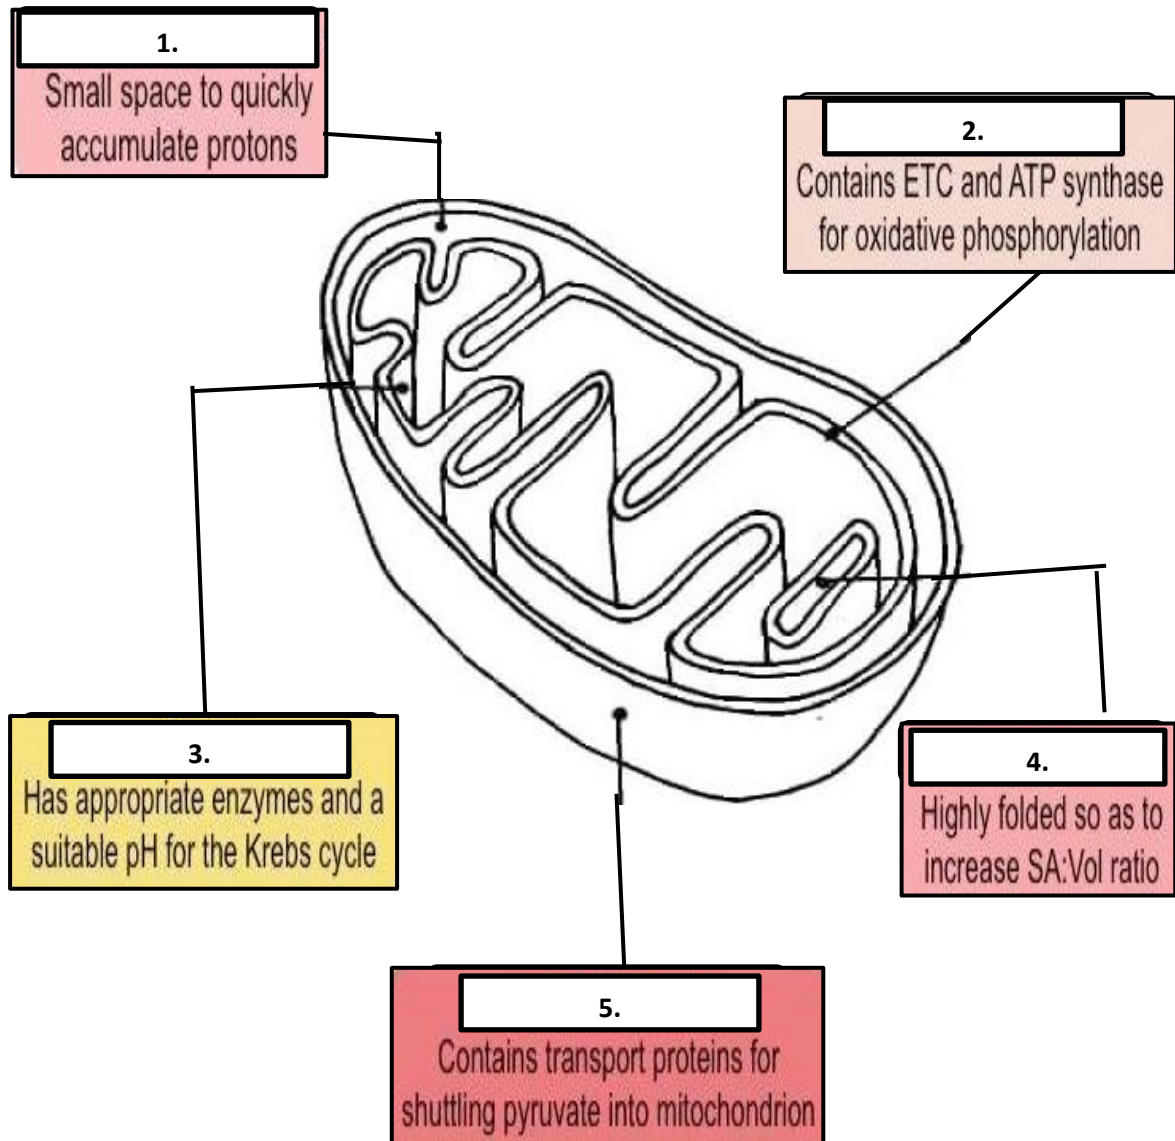 1.
Small space to quickly
accumulate protons
2.
Contains ETC and ATP synthase
for oxidative phosphorylation
3.
Has appropriate enzymes and a
suitable pH for the Krebs cycle
4.
Highly folded so as to
increase SA:Vol ratio
5.
Contains transport proteins for
shuttling pyruvate into mitochondrion